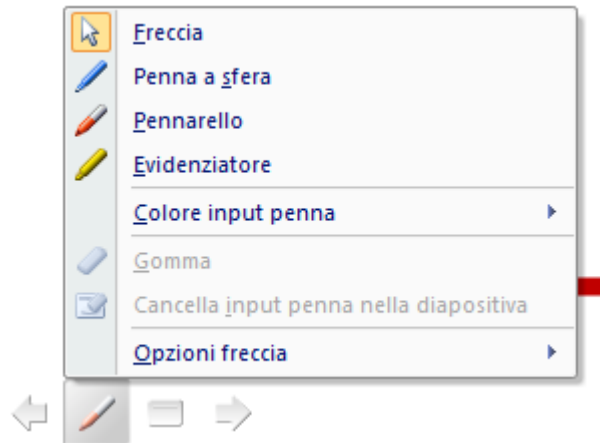 Freccia
Penna a sfera
Pennarello
Evidenziatore
Colore input penna
Gomma
Cancella input penna nella diapositiva
Opzioni freccia